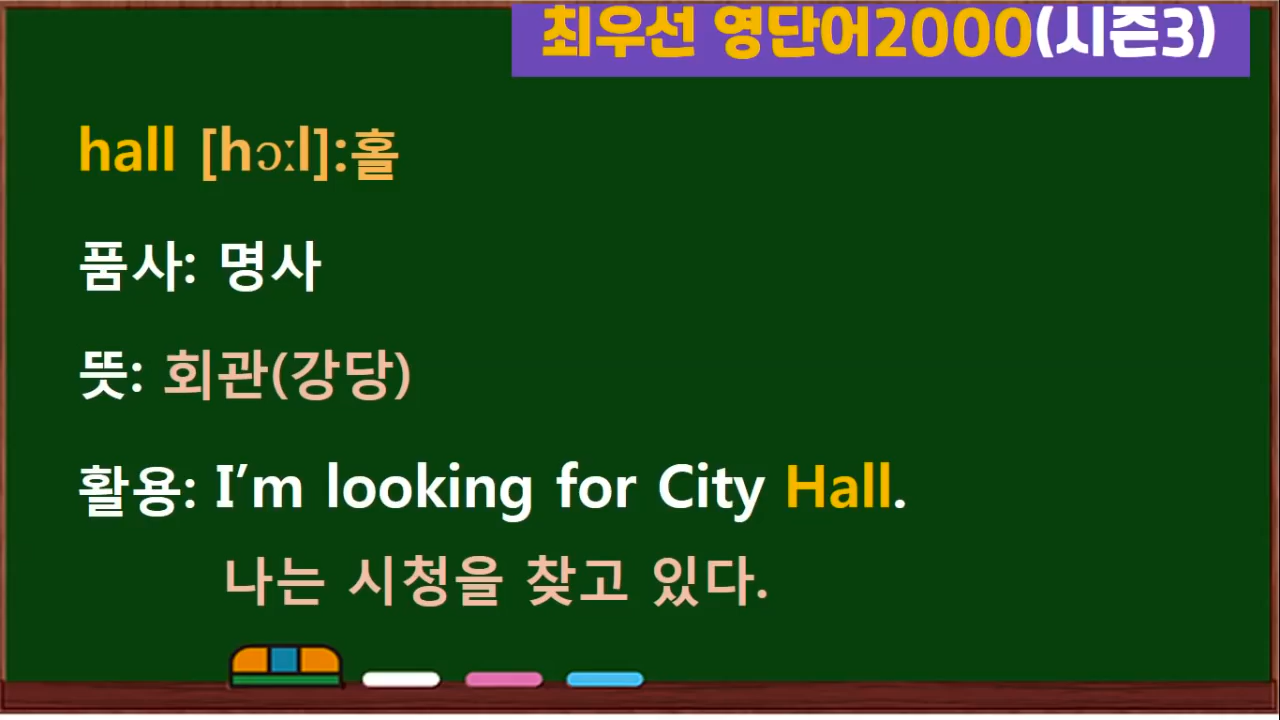 최우선 영단어2000(시즌3)
hall [hɔːl]:홀
품사: 명사
뜻: 회관(강당)
활용: I’m looking for City Hall.
나는 시청을 찾고 있다.